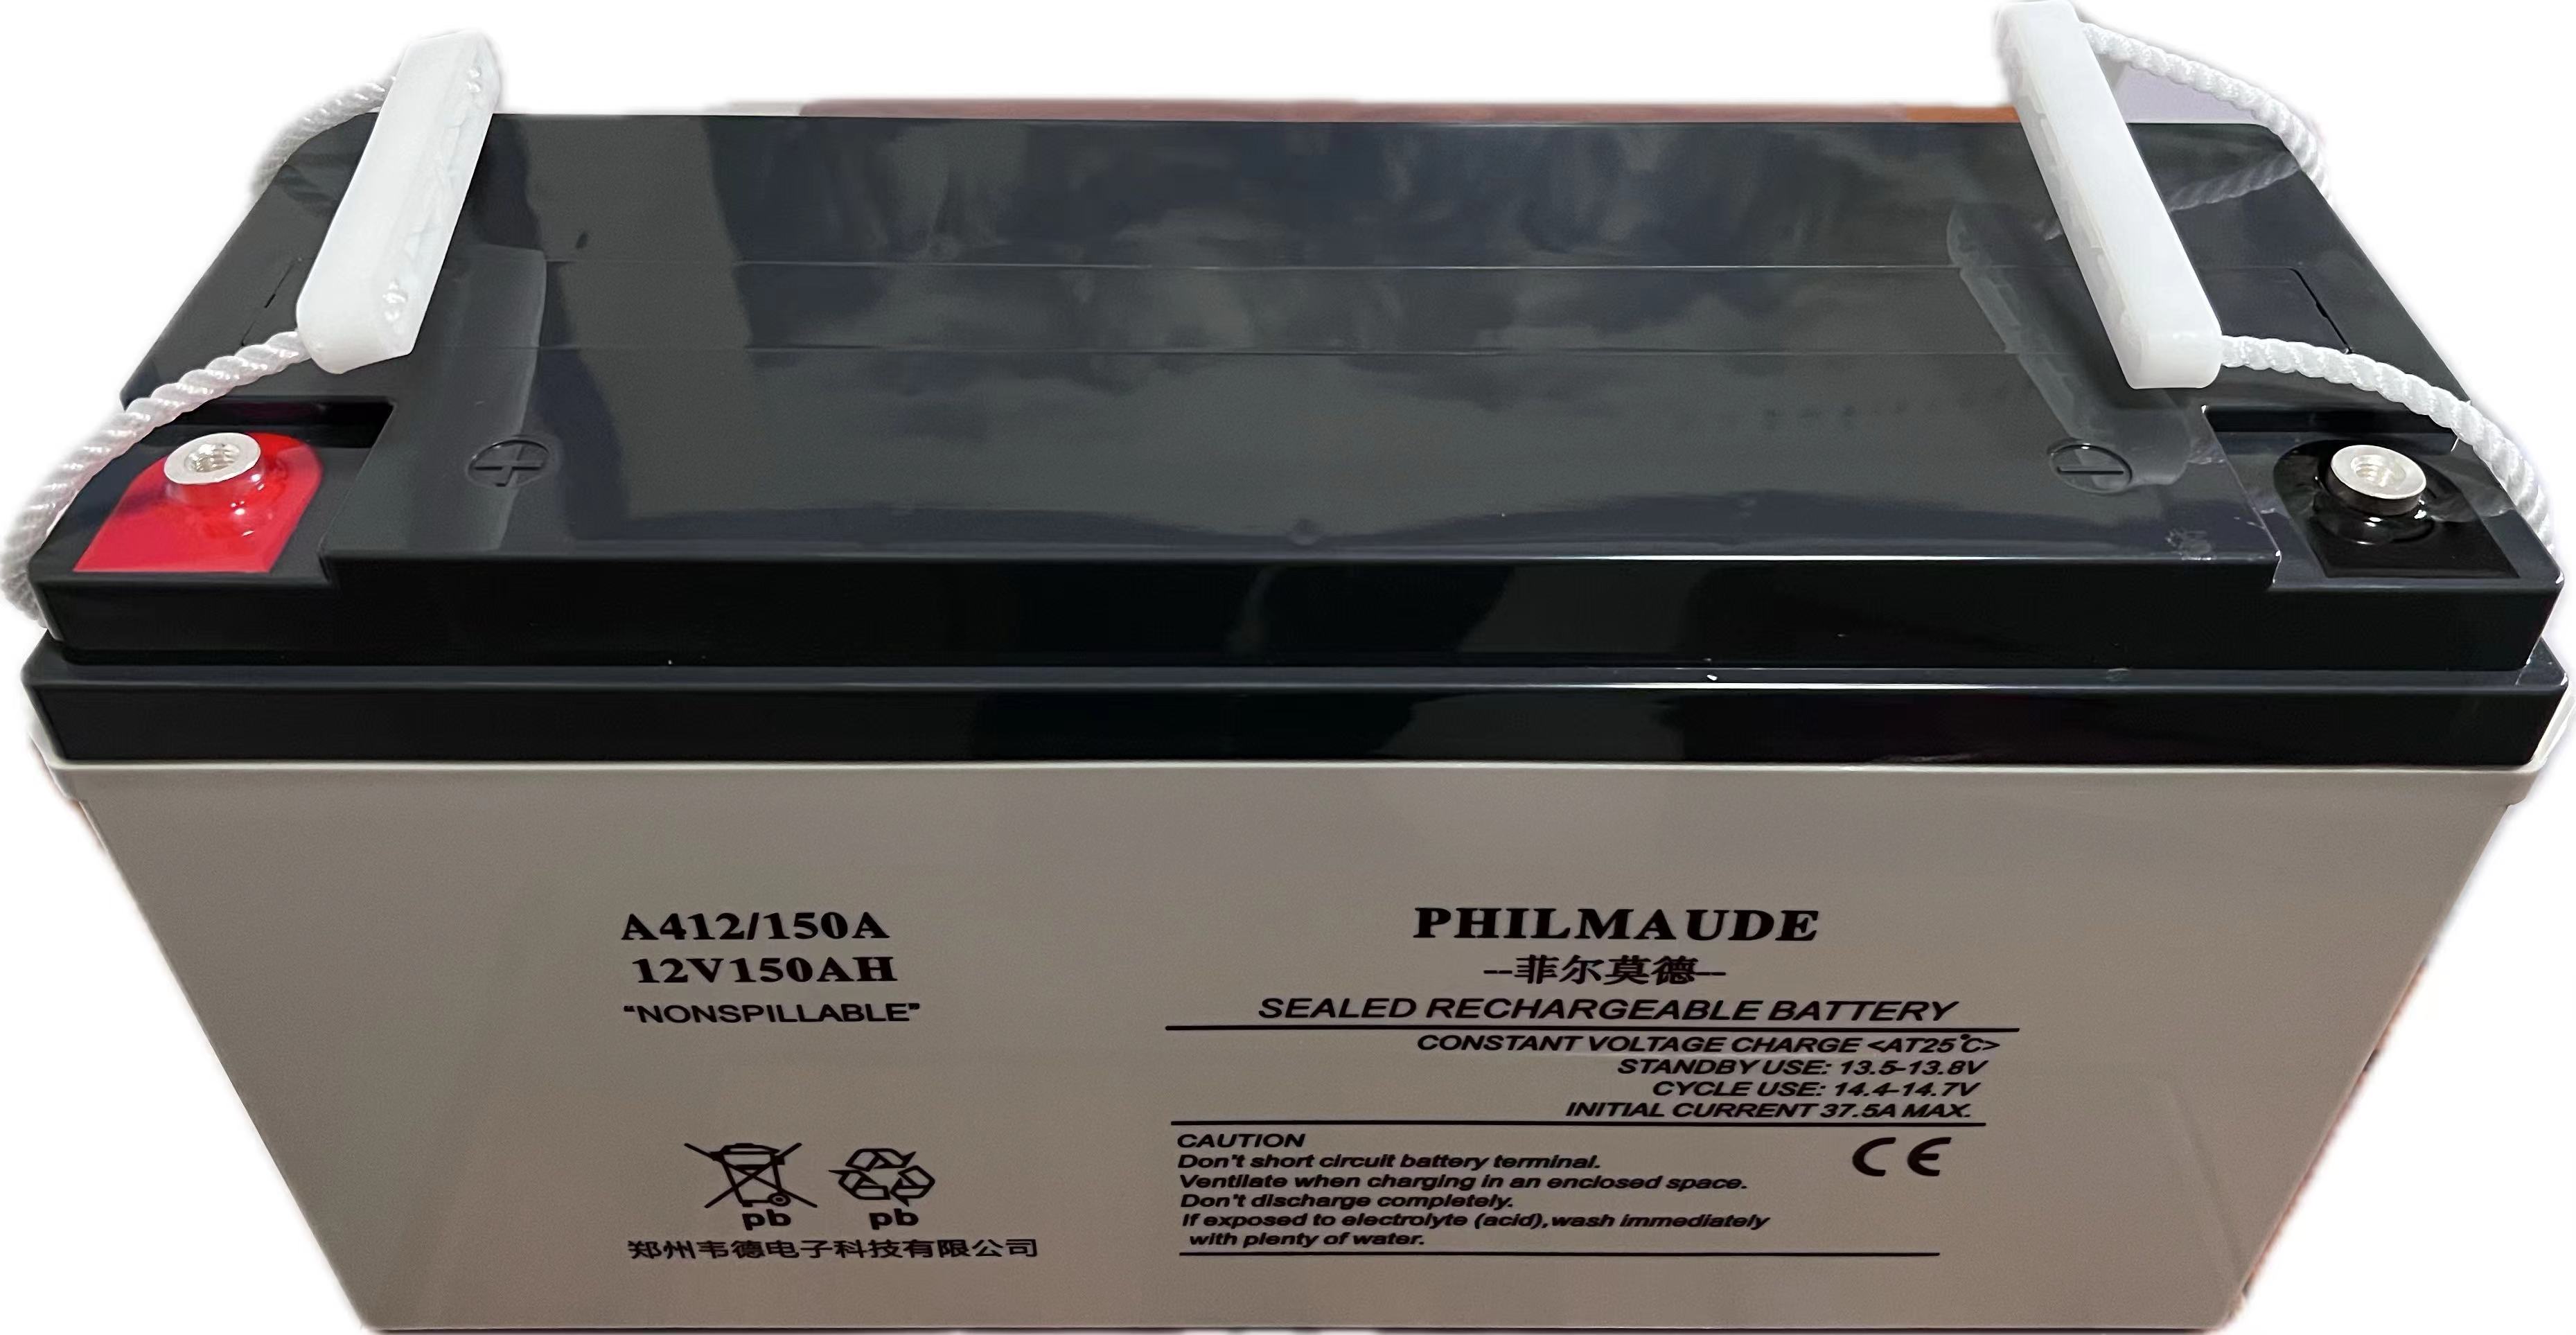 A412/150A
12V150AH
"NONSPILLABLE"
pb pb
郑州韦德电子科技有限公司
PHILMAUDE
--菲尔莫德--
SEALED RECHARGEABLE BATTERY
CONSTANT VOLTAGE CHARGE <AT25℃>
STANDBY USE: 13.5-13.8V
CYCLE USE: 14.4-14.7V
INITIAL CURRENT 37.5A MAX.
CAUTION
Don't short circuit battery terminal.
Ventilate when charging in an enclosed space.
Don't discharge completely.
If exposed to electrolyte (acid),wash immediately
with plenty of water.
CE